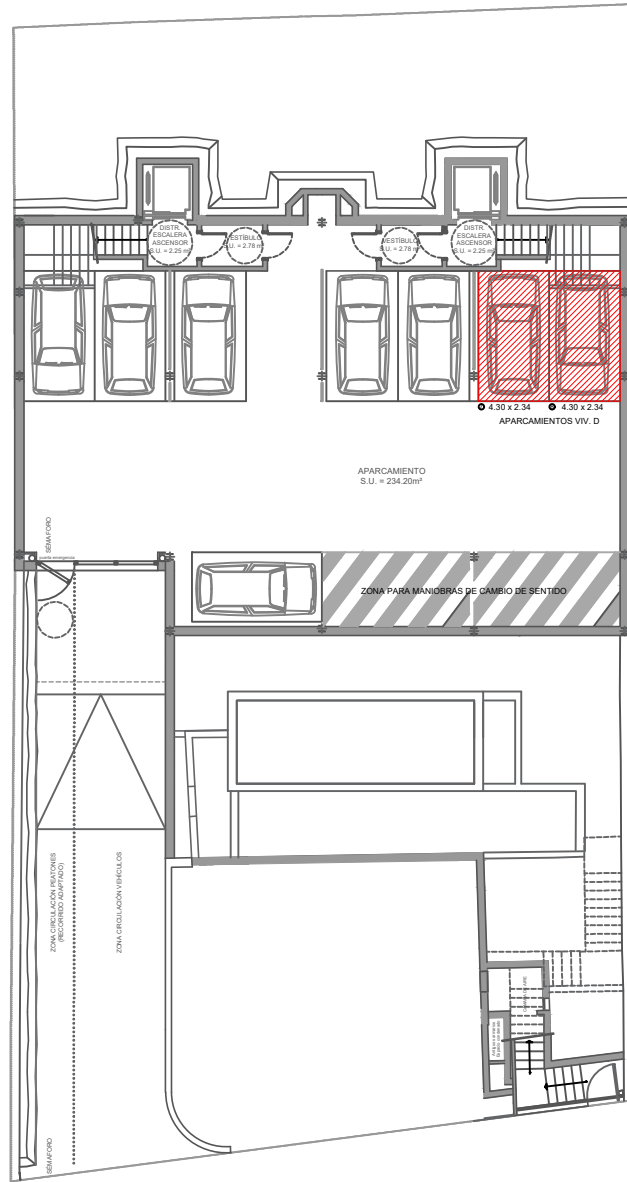 DISTR.
ESCALERA
ASCENSOR
S.U. = 2.25 m²
VESTÍBULO
S.U. = 2.78 m²
VESTÍBULO
S.U. = 2.78 m²
DISTR.
ESCALERA
ASCENSOR
S.U. = 2.25 m²
4.30 x 2.34
4.30 x 2.34
APARCAMIENTOS VIV. D
APARCAMIENTO
S.U. = 234.20m²
SEMAFORO
puerta emergencia
ZONA PARA MANIOBRAS DE CAMBIO DE SENTIDO
ZONA CIRCULACIÓN PEATONES
(RECORRIDO ADAPTADO)
ZONA CIRCULACIÓN VEHICULOS
SEMAFORO